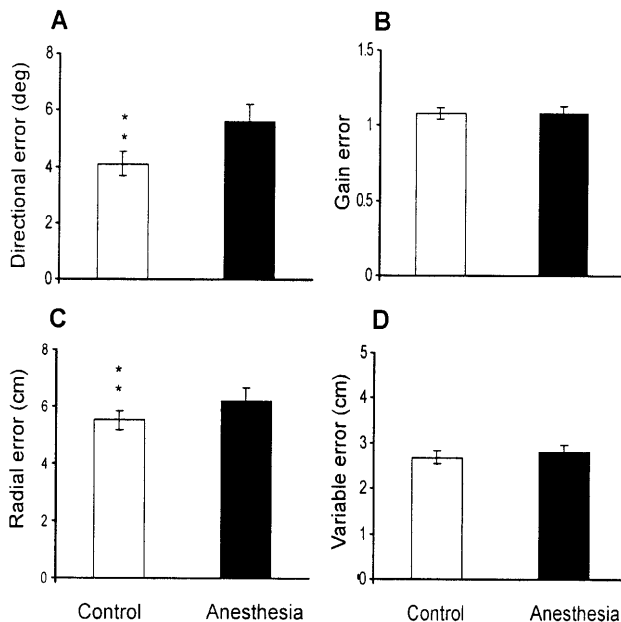 A
Directional error (deg)
8
6
4
2
0
*
*
B
Gain error
1.5
1
0.5
0
C
Radial error (cm)
8
6
4
2
0
*
*
Control
Anesthesia
D
Variable error (cm)
5
4
3
2
1
0
Control
Anesthesia